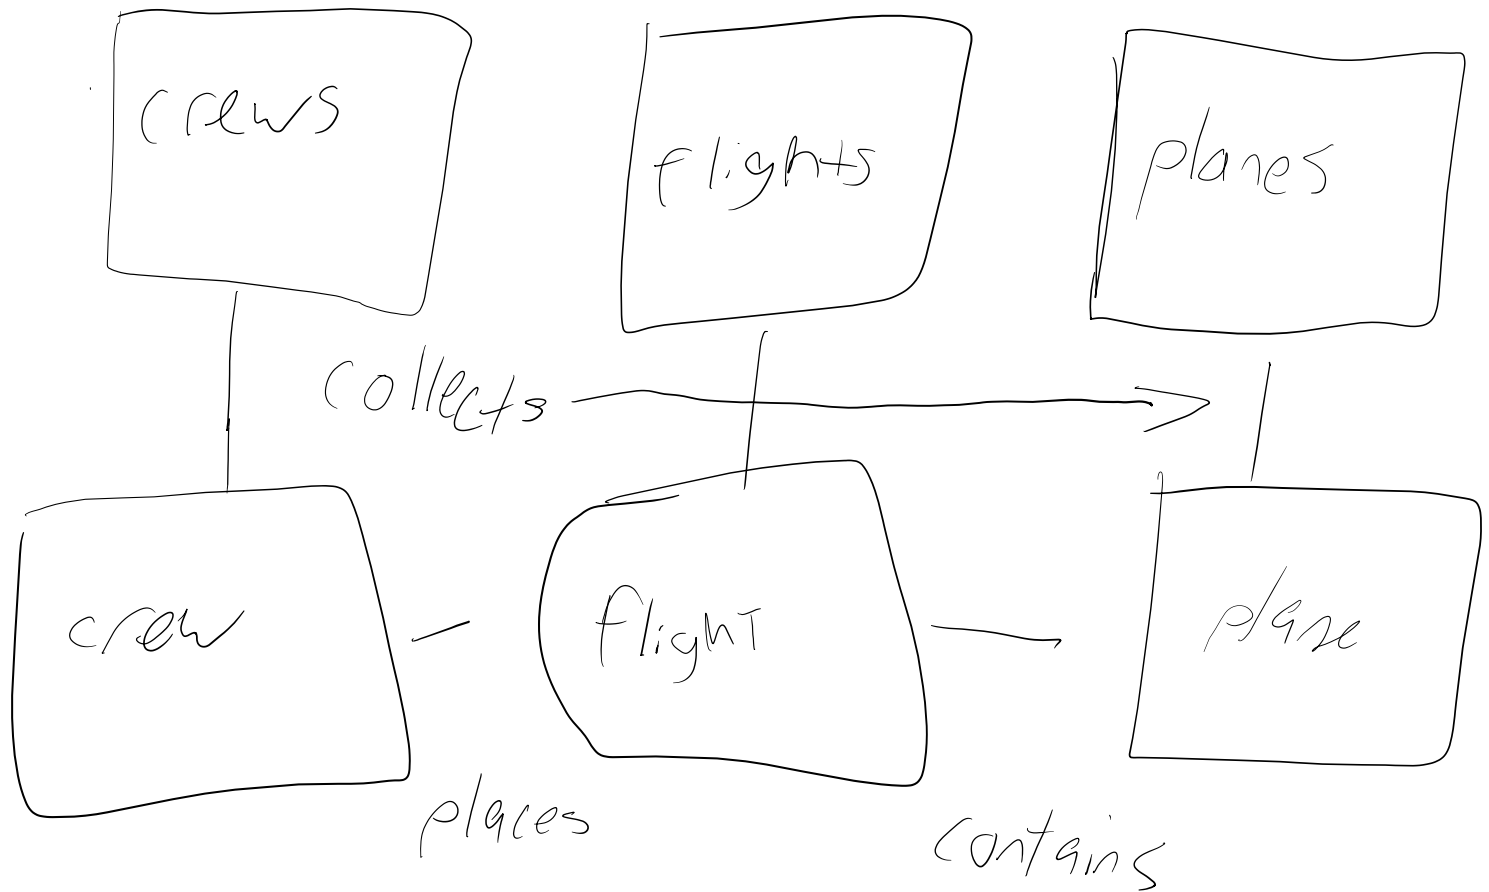 crews
flights
planes
collects
crew
flight
plane
places
contains